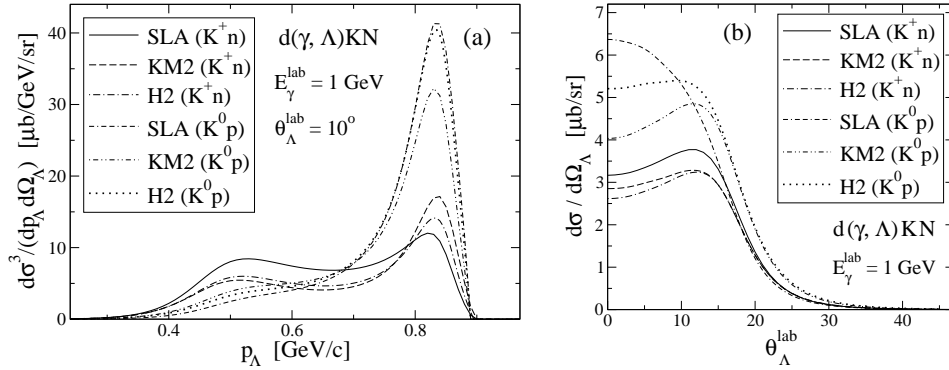 SLA (K⁺n)
KM2 (K⁺n)
H2 (K⁺n)
SLA (K⁰p)
KM2 (K⁰p)
H2 (K⁰p)
d(γ, Λ)KN
(a)
E_γ^lab = 1 GeV
θ_Λ^lab = 10°
40
30
20
10
0
0.4
0.6
0.8
dσ³/(dp_Λ dΩ_Λ) [μb/GeV/sr]
p_Λ [GeV/c]
(b)
SLA (K⁺n)
KM2 (K⁺n)
H2 (K⁺n)
SLA (K⁰p)
KM2 (K⁰p)
H2 (K⁰p)
d(γ, Λ)KN
E_γ^lab = 1 GeV
7
6
5
4
3
2
1
0
0
10
20
30
40
dσ / dΩ_Λ [μb/sr]
θ_Λ^lab